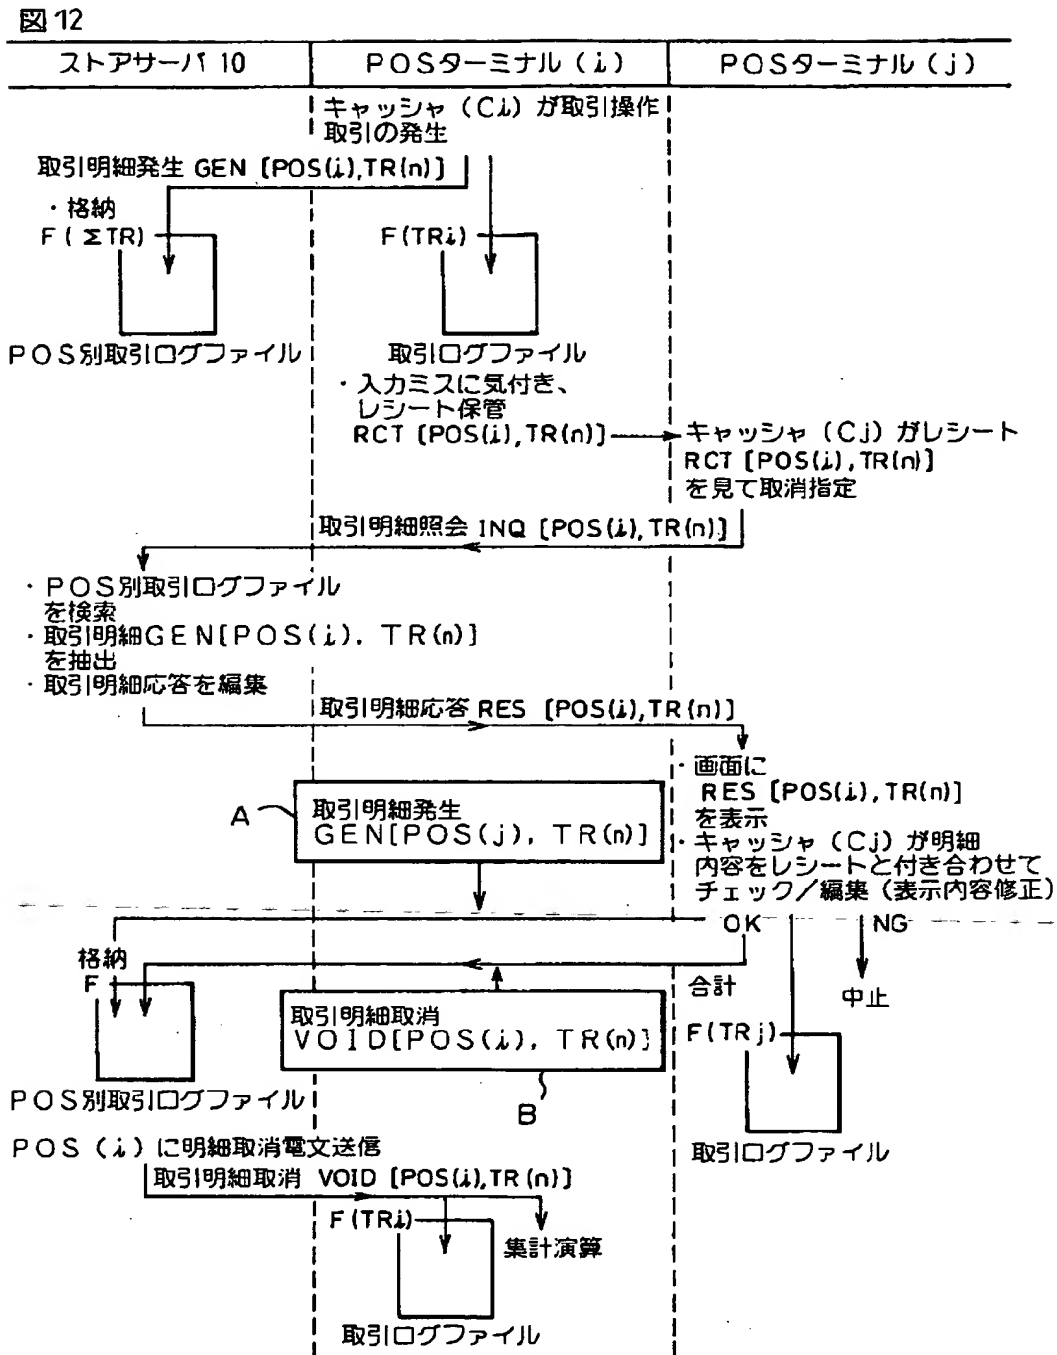 図12
ストアサーバ 10
POSターミナル (i)
POSターミナル (j)
キャッシャ (Ci) が取引操作
取引の発生
取引明細発生 GEN [POS(i),TR(n)]
・格納
F ( ΣTR)
F(TRi)
POS別取引ログファイル
取引ログファイル
・入力ミスに気付き、
レシート保管
RCT [POS(i),TR(n)]
キャッシャ (Cj) がレシート
RCT [POS(i),TR(n)]
を見て取消指定
取引明細照会 INQ [POS(i),TR(n)]
・POS別取引ログファイル
を検索
・取引明細GEN[POS(i). TR(n)]
を抽出
・取引明細応答を編集
取引明細応答 RES [POS(i),TR(n)]
・画面に
RES [POS(i),TR(n)]
を表示
・キャッシャ (Cj) が明細
内容をレシートと付き合わせて
チェック/編集 (表示内容修正)
A
取引明細発生
GEN[POS(j). TR(n)]
OK
NG
格納
F
合計
中止
取引明細取消
VOID[POS(i). TR(n)]
B
F(TRj)
POS別取引ログファイル
取引ログファイル
POS (i) に明細取消電文送信
取引明細取消 VOID [POS(i),TR(n)]
F(TRi)
集計演算
取引ログファイル